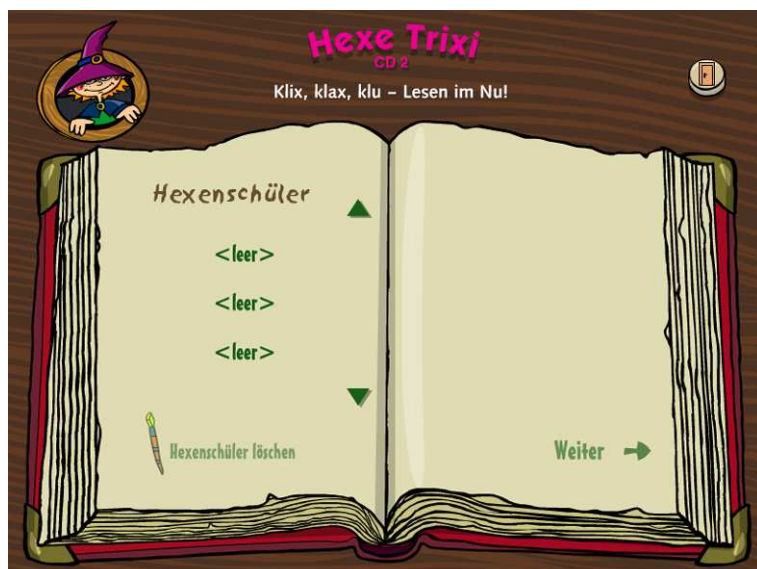 Hexe Trixi
CD 2
Klix, klax, klu – Lesen im Nu!
Hexenschüler
<leer>
<leer>
<leer>
Hexenschüler löschen
Weiter